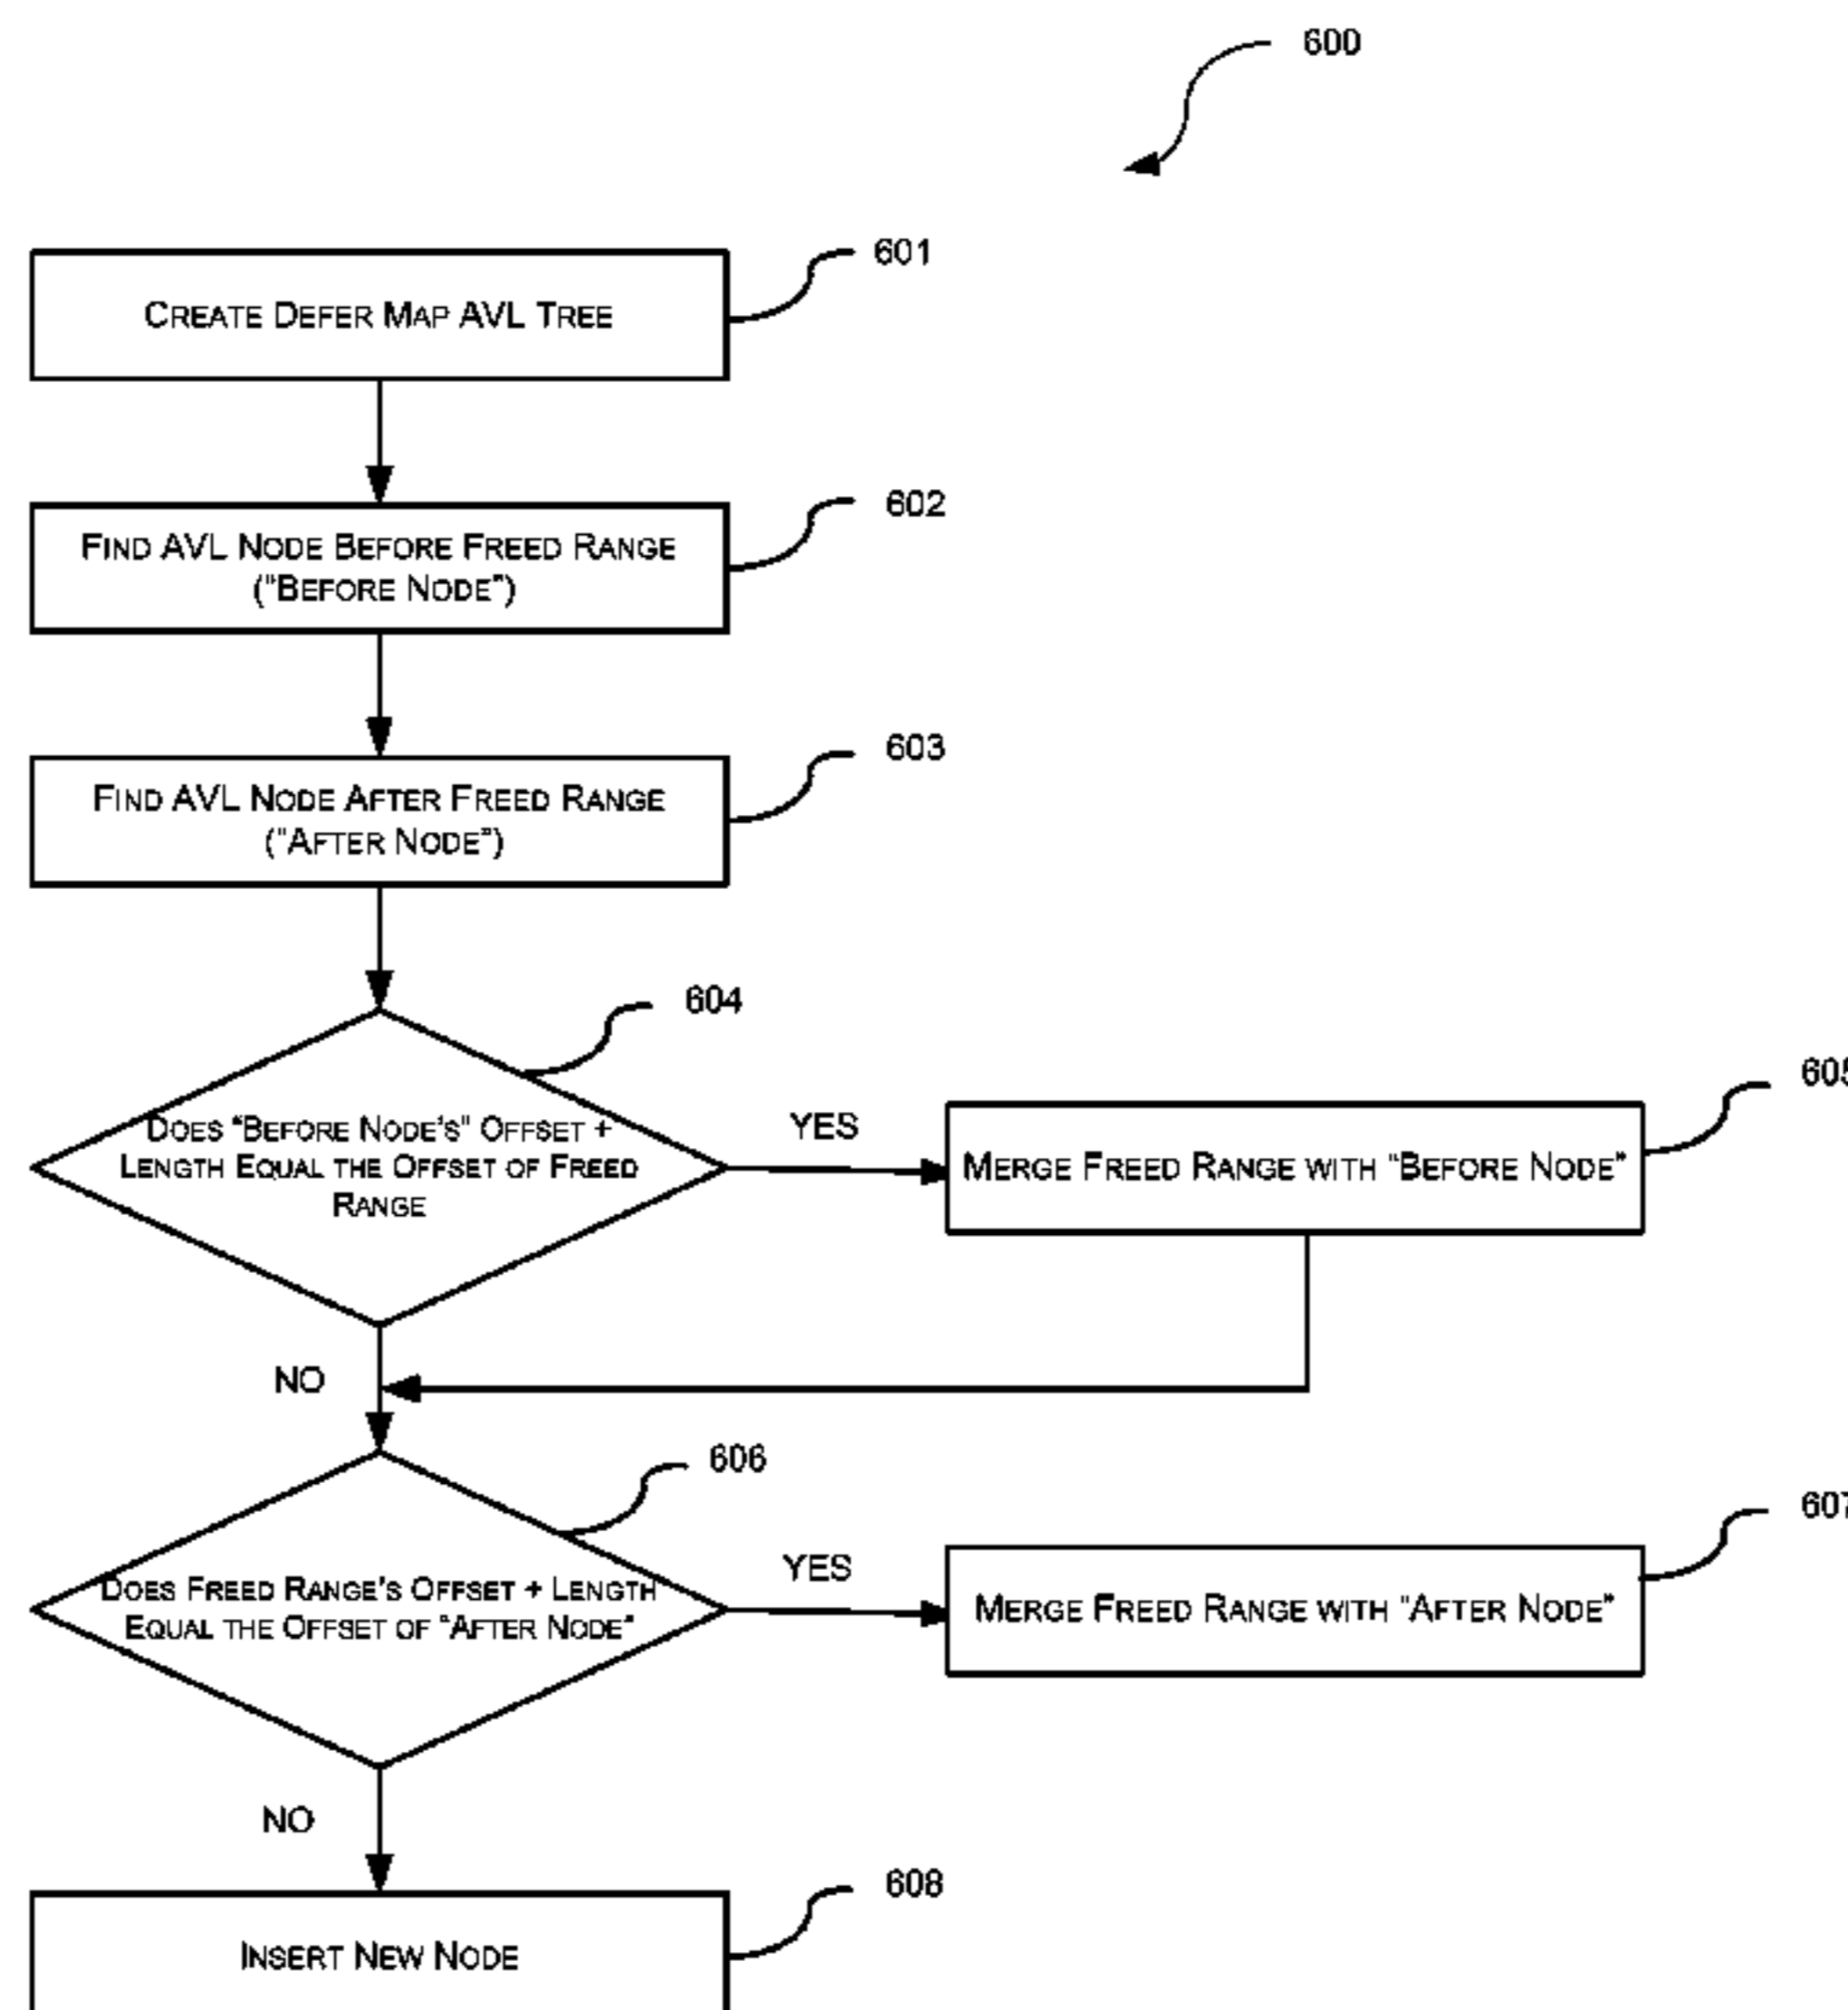 600
601
CREATE DEFER MAP AVL TREE
602
FIND AVL NODE BEFORE FREED RANGE
("BEFORE NODE")
603
FIND AVL NODE AFTER FREED RANGE
("AFTER NODE")
604
DOES "BEFORE NODE'S" OFFSET +
LENGTH EQUAL THE OFFSET OF FREED
RANGE
YES
605
MERGE FREED RANGE WITH "BEFORE NODE"
NO
606
DOES FREED RANGE'S OFFSET + LENGTH
EQUAL THE OFFSET OF "AFTER NODE"
YES
607
MERGE FREED RANGE WITH "AFTER NODE"
NO
608
INSERT NEW NODE